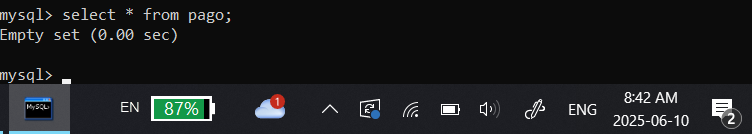 mysql> select * from pago;
Empty set (0.00 sec)
mysql>
MySQL
EN 87% 1 ENG 8:42 AM
2025-06-10 2